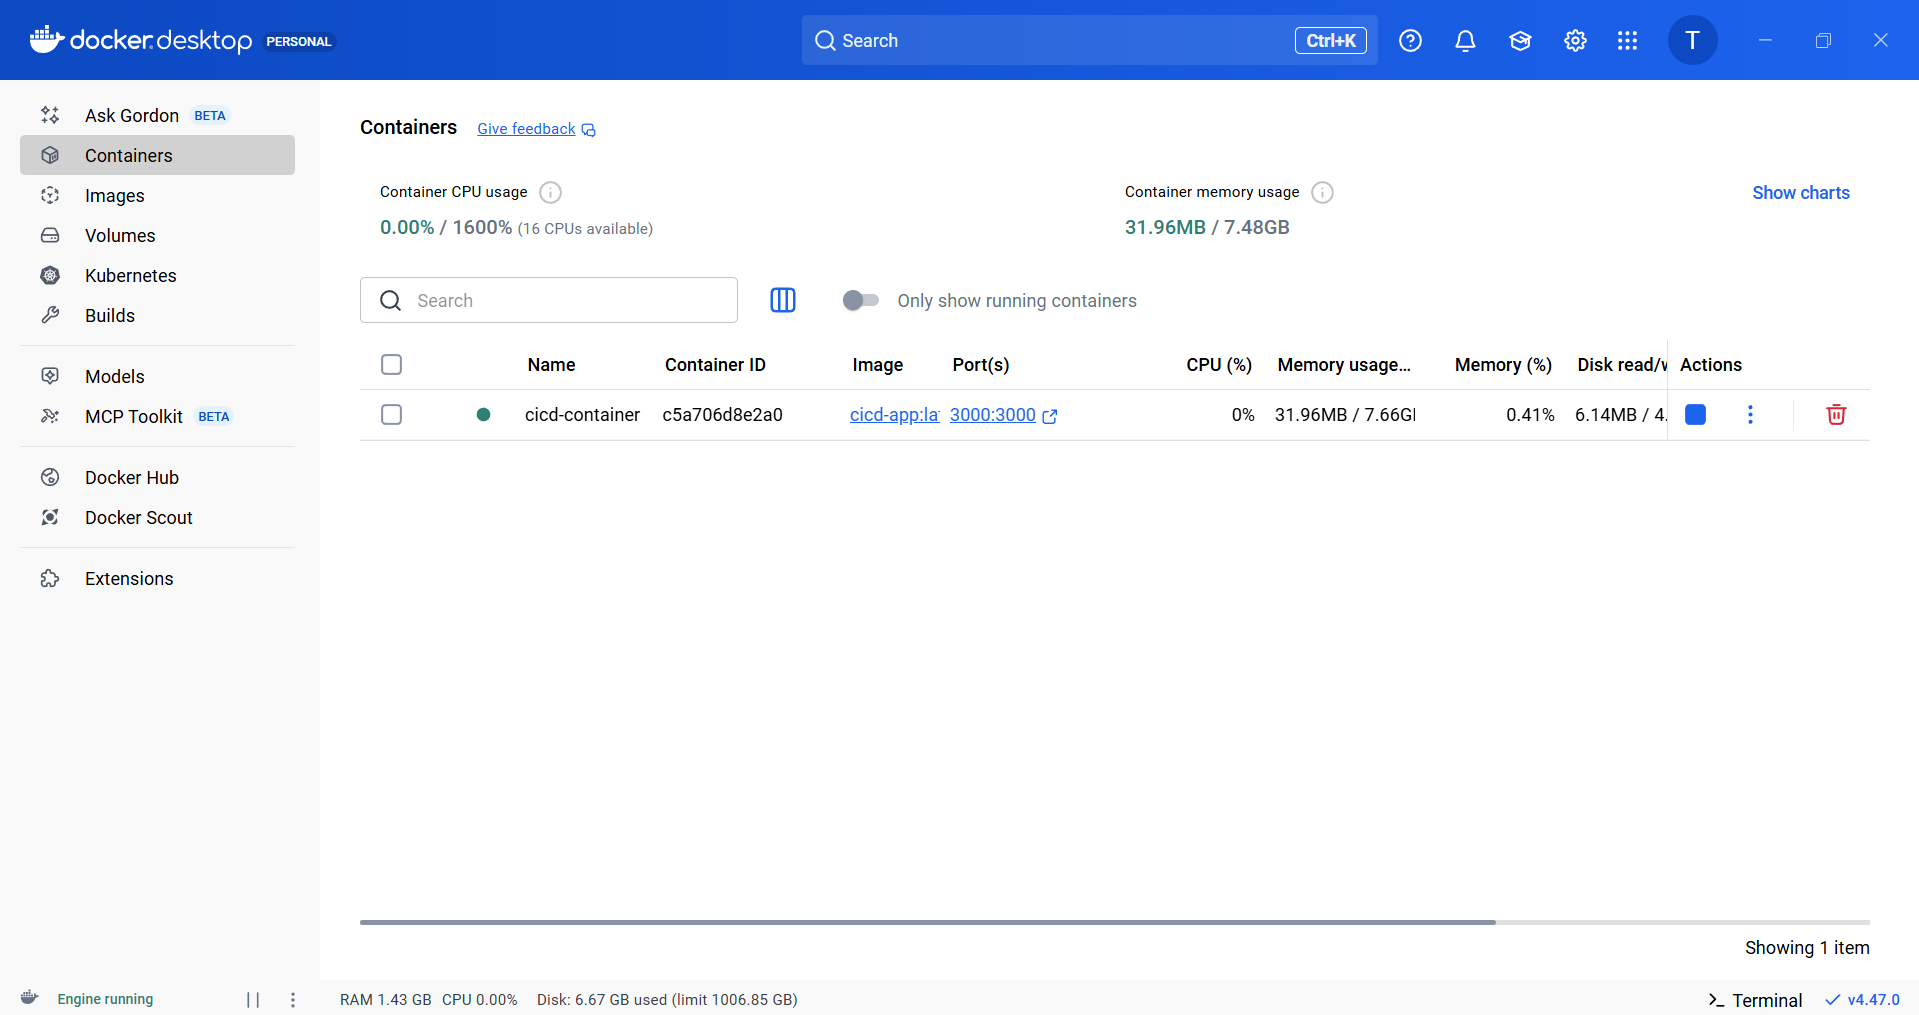 docker.desktop PERSONAL
Search
Ctrl+K
T
Ask Gordon BETA
Containers
Images
Volumes
Kubernetes
Builds
Models
MCP Toolkit BETA
Docker Hub
Docker Scout
Extensions
Containers Give feedback
Container CPU usage
0.00% / 1600% (16 CPUs available)
Container memory usage
31.96MB / 7.48GB
Show charts
Search
Only show running containers
Name Container ID Image Port(s) CPU (%) Memory usage... Memory (%) Disk read/w Actions
cicd-container c5a706d8e2a0 cicd-app:la 3000:3000 0% 31.96MB / 7.66G 0.41% 6.14MB / 4.
Showing 1 item
Engine running
RAM 1.43 GB CPU 0.00% Disk: 6.67 GB used (limit 1006.85 GB)
Terminal
v4.47.0